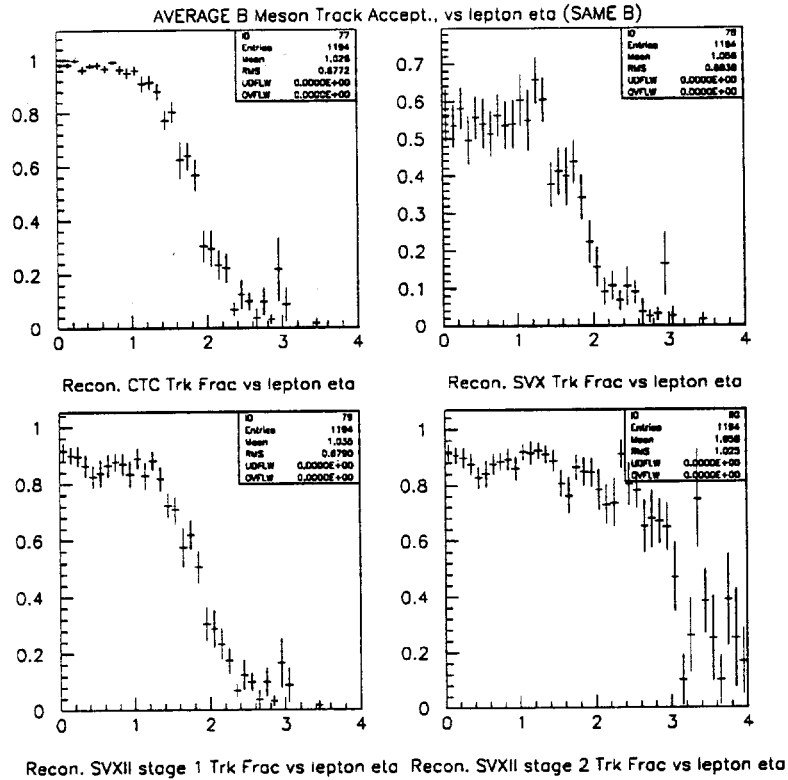 AVERAGE B Meson Track Accept., vs lepton eta (SAME B)
ID 77
Entries 1194
Mean 1.026
RMS 0.6772
UDFLW 0.0000E+00
OVFLW 0.0000E+00
1
0.8
0.6
0.4
0.2
0
0 1 2 3 4
Recon. CTC Trk Frac vs lepton eta
ID 78
Entries 1194
Mean 1.056
RMS
UDFLW 0.0000E+00
OVFLW 0.0000E+00
0.7
0.6
0.5
0.4
0.3
0.2
0.1
0
0 1 2 3 4
Recon. SVX Trk Frac vs lepton eta
ID 79
Entries 1194
Mean 1.035
RMS 0.6790
UDFLW 0.0000E+00
OVFLW 0.0000E+00
1
0.8
0.6
0.4
0.2
0
0 1 2 3 4
Recon. SVXII stage 1 Trk Frac vs lepton eta
ID 80
Entries 1194
Mean
RMS 1.025
UDFLW 0.0000E+00
OVFLW 0.0000E+00
1
0.8
0.6
0.4
0.2
0
0 1 2 3 4
Recon. SVXII stage 2 Trk Frac vs lepton eta